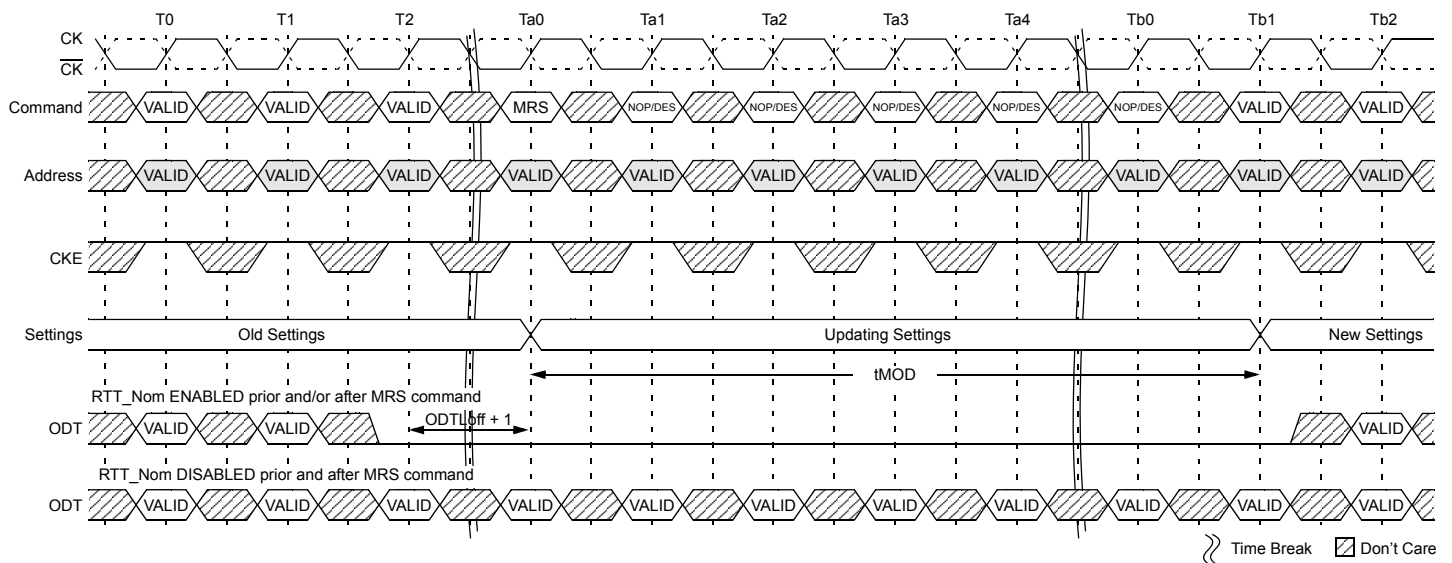 T0 T1 T2 Ta0 Ta1 Ta2 Ta3 Ta4 Tb0 Tb1 Tb2
CK
CK
Command VALID VALID VALID MRS NOP/DES NOP/DES NOP/DES NOP/DES NOP/DES VALID VALID
Address VALID VALID VALID VALID VALID VALID VALID VALID VALID VALID VALID
CKE
Settings Old Settings Updating Settings New Settings
tMOD
RTT_Nom ENABLED prior and/or after MRS command
ODTLoff + 1
ODT VALID VALID VALID
RTT_Nom DISABLED prior and after MRS command
ODT VALID VALID VALID VALID VALID VALID VALID VALID VALID VALID VALID
Time Break Don't Care